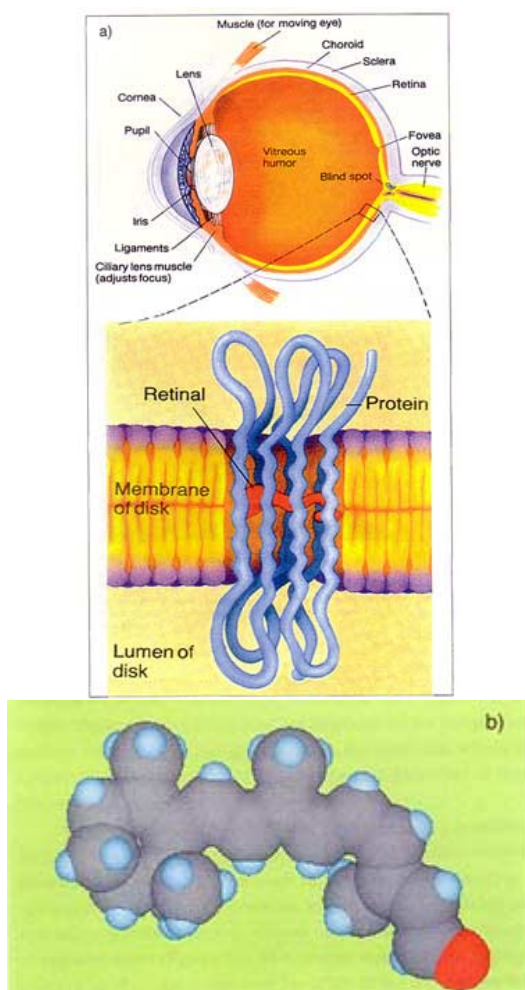 a)
Muscle (for moving eye)
Choroid
Sclera
Lens
Retina
Cornea
Fovea
Pupil
Vitreous
humor
Optic
nerve
Blind spot
Iris
Ligaments
Ciliary lens muscle
(adjusts focus)
Retinal
Protein
Membrane
of disk
Lumen of
disk
b)